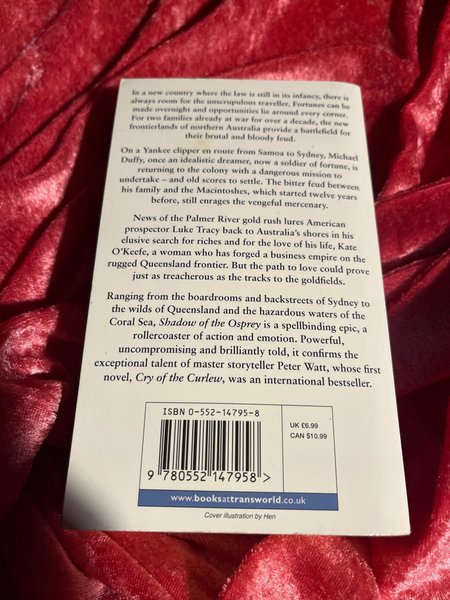 In a new country where the law is still in its infancy, there is
always room for the unscrupulous traveller. Fortunes can be
made overnight and opportunities lie around every corner.
For two families already at war for over a decade, the new
frontierlands of northern Australia provide a battlefield for
their brutal and bloody feud.
On a Yankee clipper en route from Samoa to Sydney, Michael
Duffy, once an idealistic dreamer, now a soldier of fortune, is
returning to the colony with a dangerous mission to
undertake – and old scores to settle. The bitter feud between
his family and the Macintoshes, which started twelve years
before, still enrages the vengeful mercenary.
News of the Palmer River gold rush lures American
prospector Luke Tracy back to Australia's shores in his
elusive search for riches and for the love of his life, Kate
O'Keefe, a woman who has forged a business empire on the
rugged Queensland frontier. But the path to love could prove
just as treacherous as the tracks to the goldfields.
Ranging from the boardrooms and backstreets of Sydney to
the wilds of Queensland and the hazardous waters of the
Coral Sea, Shadow of the Osprey is a spellbinding epic, a
rollercoaster of action and emotion. Powerful,
uncompromising and brilliantly told, it confirms the
exceptional talent of master storyteller Peter Watt, whose first
novel, Cry of the Curlew, was an international bestseller.
ISBN 0-552-14795-8
UK £6.99
CAN $10.99
9 780552 147958 >
www.booksattransworld.co.uk
Cover illustration by Hen